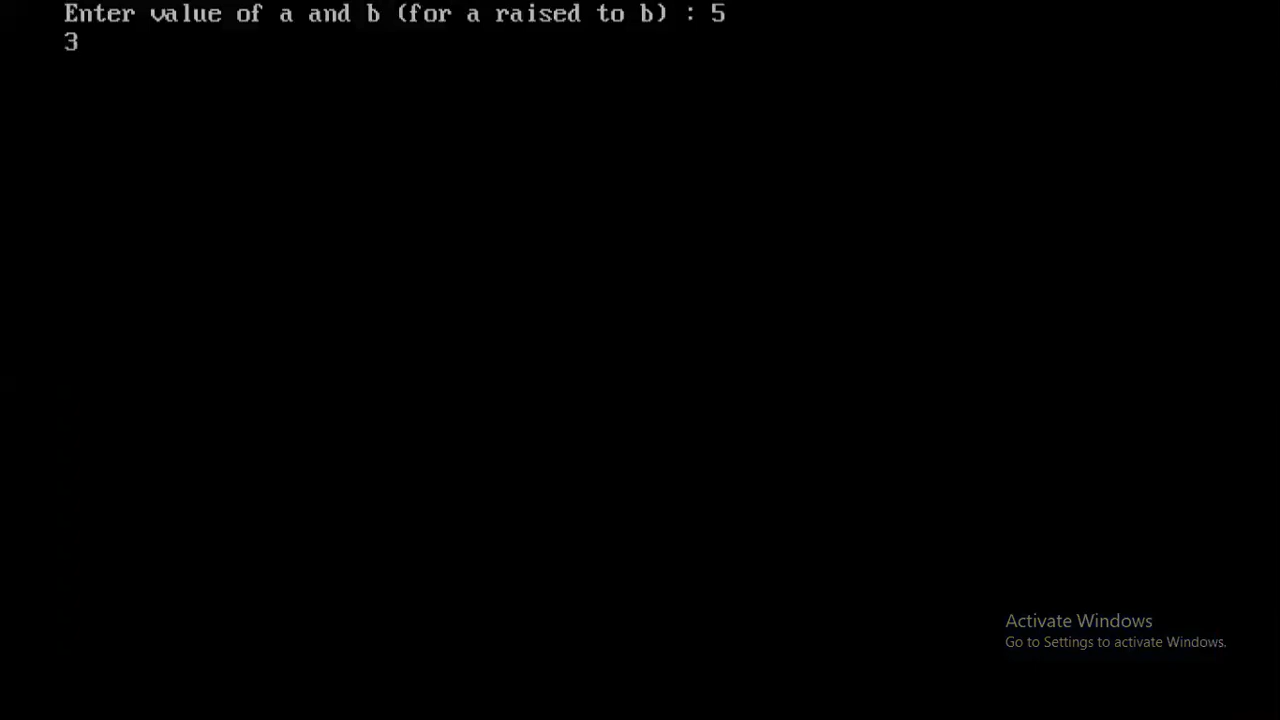 Enter value of a and b (for a raised to b) : 5
3
Activate Windows
Go to Settings to activate Windows.